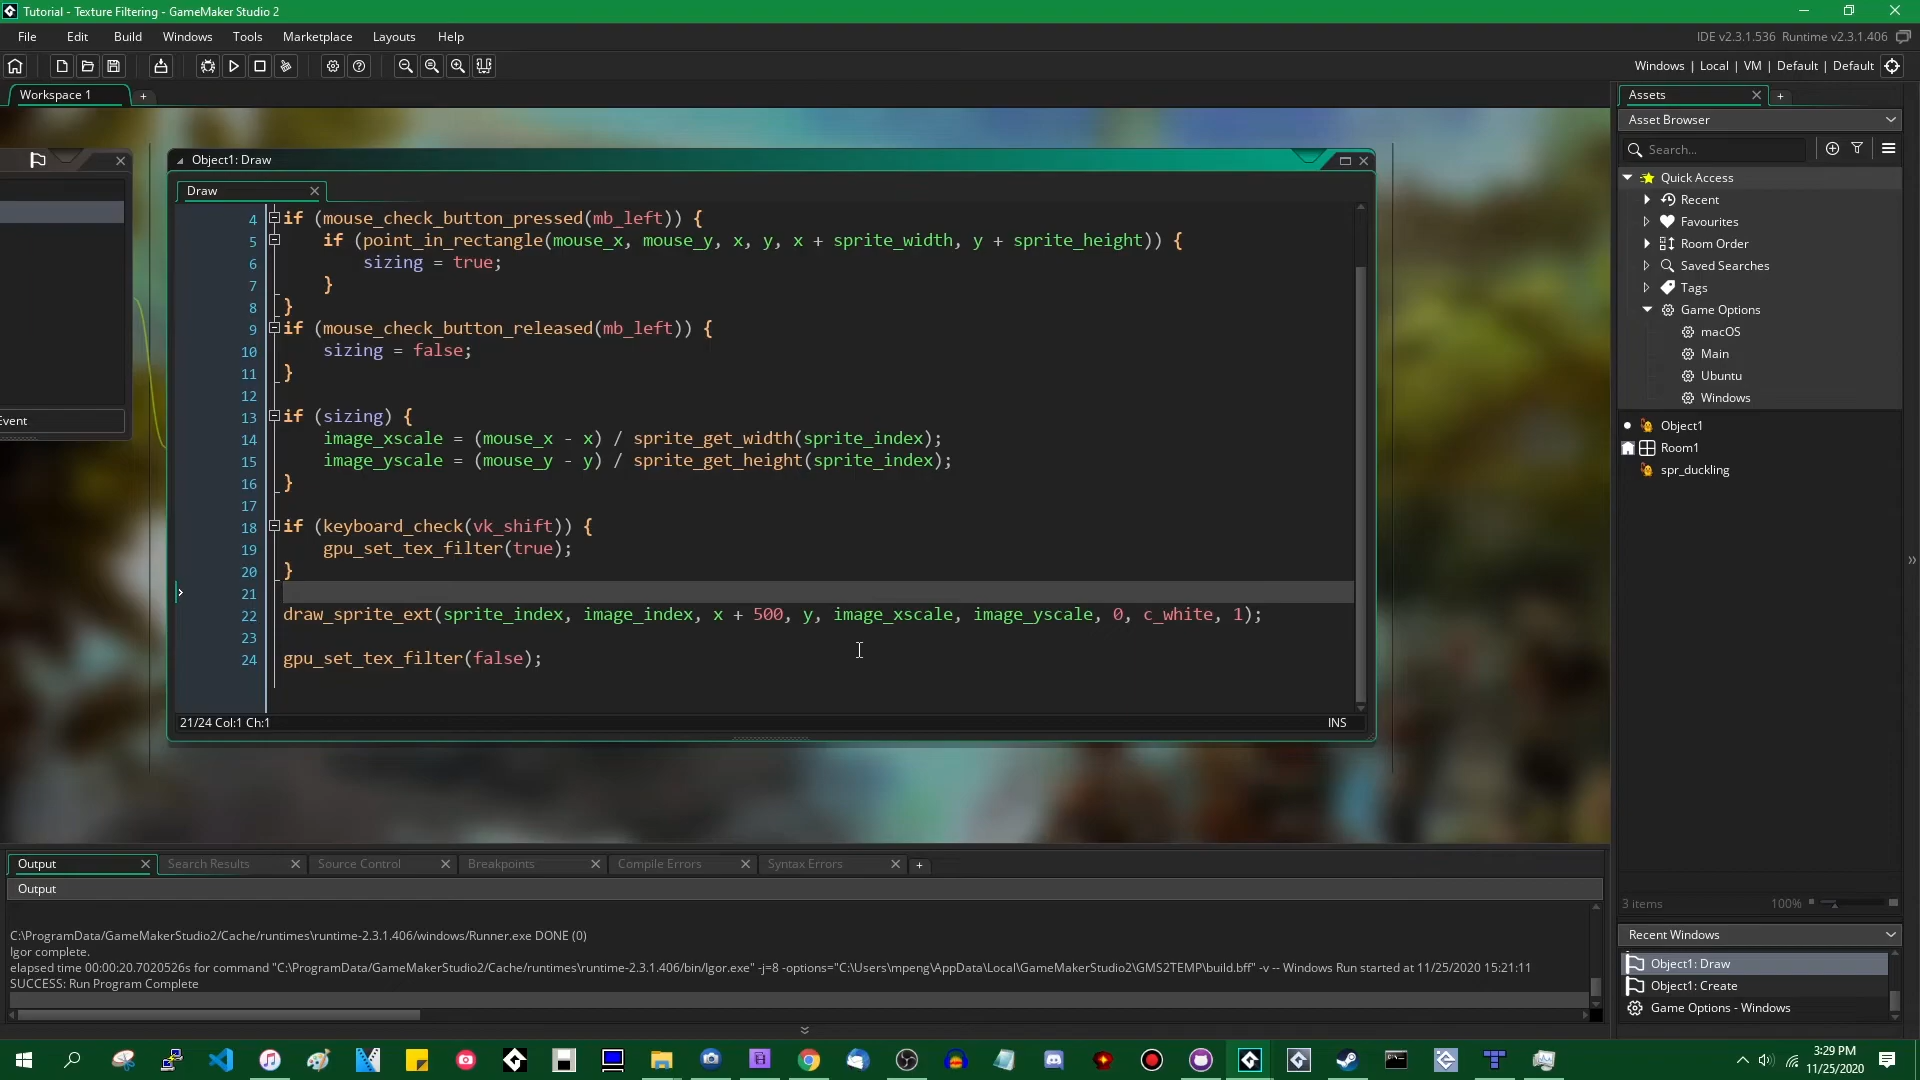 Tutorial - Texture Filtering - GameMaker Studio 2
File Edit Build Windows Tools Marketplace Layouts Help
IDE v2.3.1.536 Runtime v2.3.1.406
Windows | Local | VM | Default | Default
Workspace 1
Object1: Draw
Draw
4 if (mouse_check_button_pressed(mb_left)) {
5 if (point_in_rectangle(mouse_x, mouse_y, x, y, x + sprite_width, y + sprite_height)) {
6 sizing = true;
7 }
8 }
9 if (mouse_check_button_released(mb_left)) {
10 sizing = false;
11 }
12
13 if (sizing) {
14 image_xscale = (mouse_x - x) / sprite_get_width(sprite_index);
15 image_yscale = (mouse_y - y) / sprite_get_height(sprite_index);
16 }
17
18 if (keyboard_check(vk_shift)) {
19 gpu_set_tex_filter(true);
20 }
21
22 draw_sprite_ext(sprite_index, image_index, x + 500, y, image_xscale, image_yscale, 0, c_white, 1);
23
24 gpu_set_tex_filter(false);
21/24 Col:1 Ch:1
INS
Event
Assets
Asset Browser
Search...
Quick Access
Recent
Favourites
Room Order
Saved Searches
Tags
Game Options
macOS
Main
Ubuntu
Windows
Object1
Room1
spr_duckling
3 items
100%
Recent Windows
Object1: Draw
Object1: Create
Game Options - Windows
Output Search Results Source Control Breakpoints Compile Errors Syntax Errors
Output
C:\ProgramData/GameMakerStudio2/Cache/runtimes\runtime-2.3.1.406/windows/Runner.exe DONE (0)
Igor complete.
elapsed time 00:00:20.7020526s for command "C:\ProgramData/GameMakerStudio2/Cache/runtimes\runtime-2.3.1.406/bin/Igor.exe" -j=8 -options="C:\Users\mpeng\AppData\Local\GameMakerStudio2\GMS2TEMP\build.bff" -v -- Windows Run started at 11/25/2020 15:21:11
SUCCESS: Run Program Complete
3:29 PM
11/25/2020